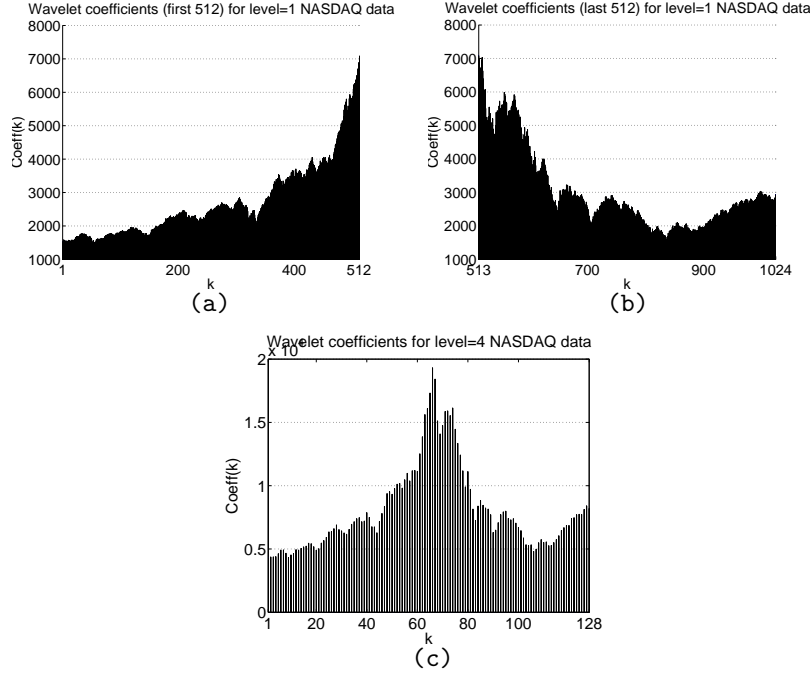 Wavelet coefficients (first 512) for level=1 NASDAQ data
8000
7000
6000
5000
4000
3000
2000
1000
Coeff(k)
1
200
400
512
k
(a)
Wavelet coefficients (last 512) for level=1 NASDAQ data
8000
7000
6000
5000
4000
3000
2000
1000
Coeff(k)
513
700
900
1024
k
(b)
Wavelet coefficients for level=4 NASDAQ data
x 10
2
1.5
1
0.5
0
Coeff(k)
1
20
40
60
80
100
128
k
(c)